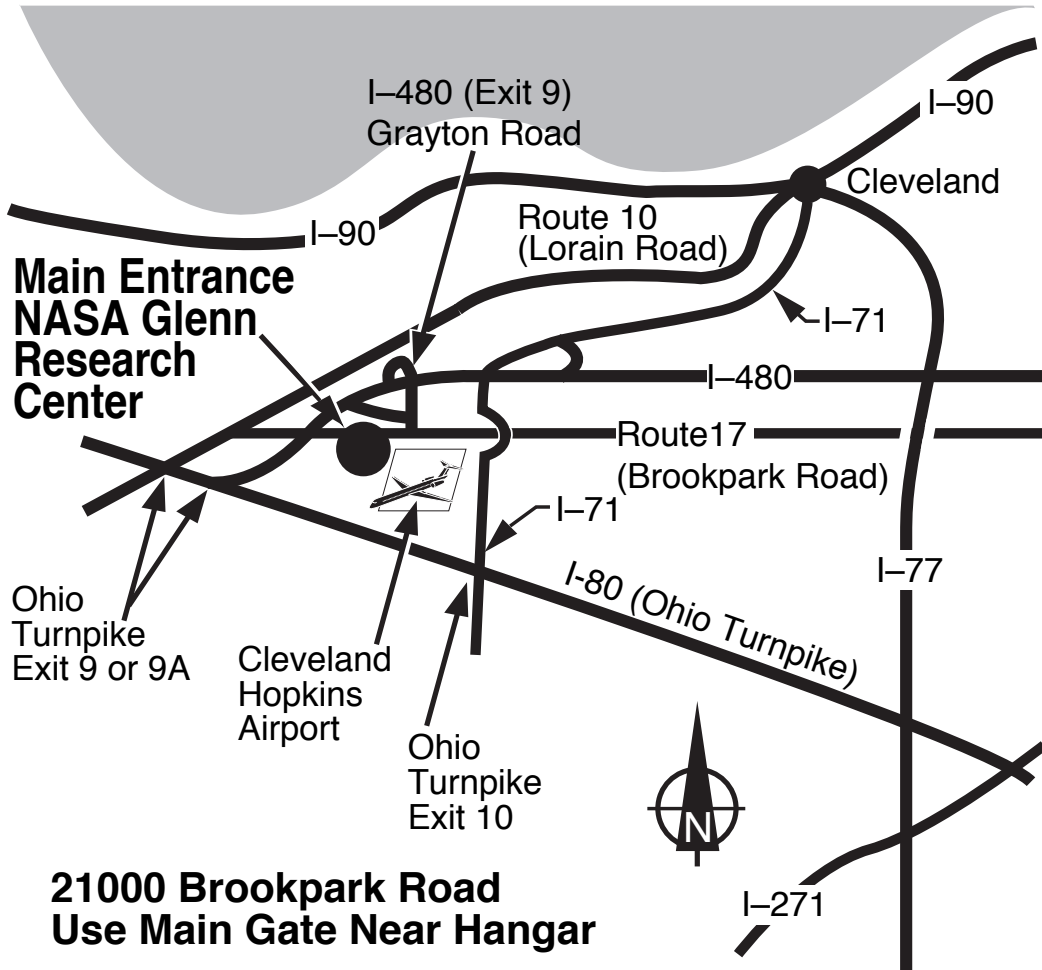 I–480 (Exit 9)
Grayton Road
I–90
Cleveland
I–90
Route 10
(Lorain Road)
Main Entrance
NASA Glenn
Research
Center
I–71
I–480
Route17
(Brookpark Road)
I–71
I–77
I-80 (Ohio Turnpike)
Ohio
Turnpike
Exit 9 or 9A
Cleveland
Hopkins
Airport
Ohio
Turnpike
Exit 10
N
I–271
21000 Brookpark Road
Use Main Gate Near Hangar